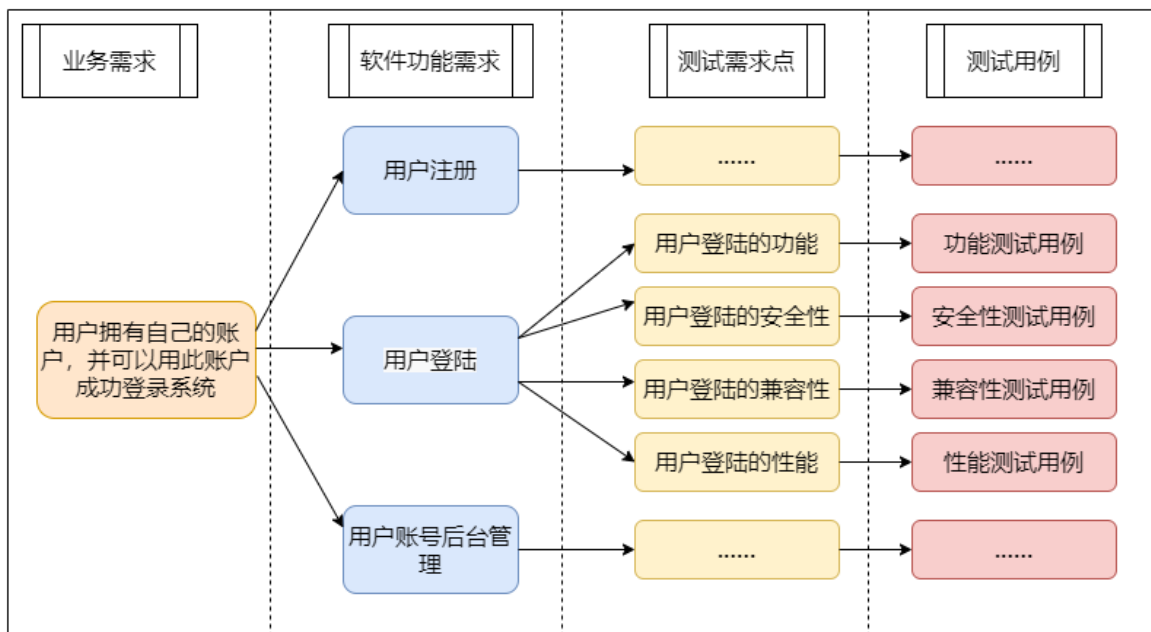 业务需求
软件功能需求
测试需求点
测试用例
用户注册
......
......
用户登陆的功能
功能测试用例
用户登陆的安全性
安全性测试用例
用户拥有自己的账
户，并可以用此账户
成功登录系统
用户登陆
用户登陆的兼容性
兼容性测试用例
用户登陆的性能
性能测试用例
用户账号后台管
理
......
......